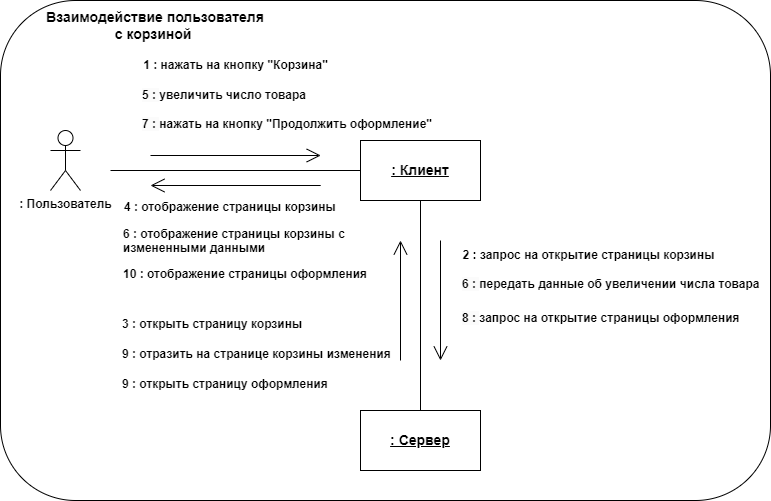 Взаимодействие пользователя
с корзиной
1 : нажать на кнопку "Корзина"
5 : увеличить число товара
7 : нажать на кнопку "Продолжить оформление"
: Клиент
: Пользователь
4 : отображение страницы корзины
6 : отображение страницы корзины с
измененными данными
10 : отображение страницы оформления
2 : запрос на открытие страницы корзины
6 : передать данные об увеличении числа товара
8 : запрос на открытие страницы оформления
3 : открыть страницу корзины
9 : отразить на странице корзины изменения
9 : открыть страницу оформления
: Сервер